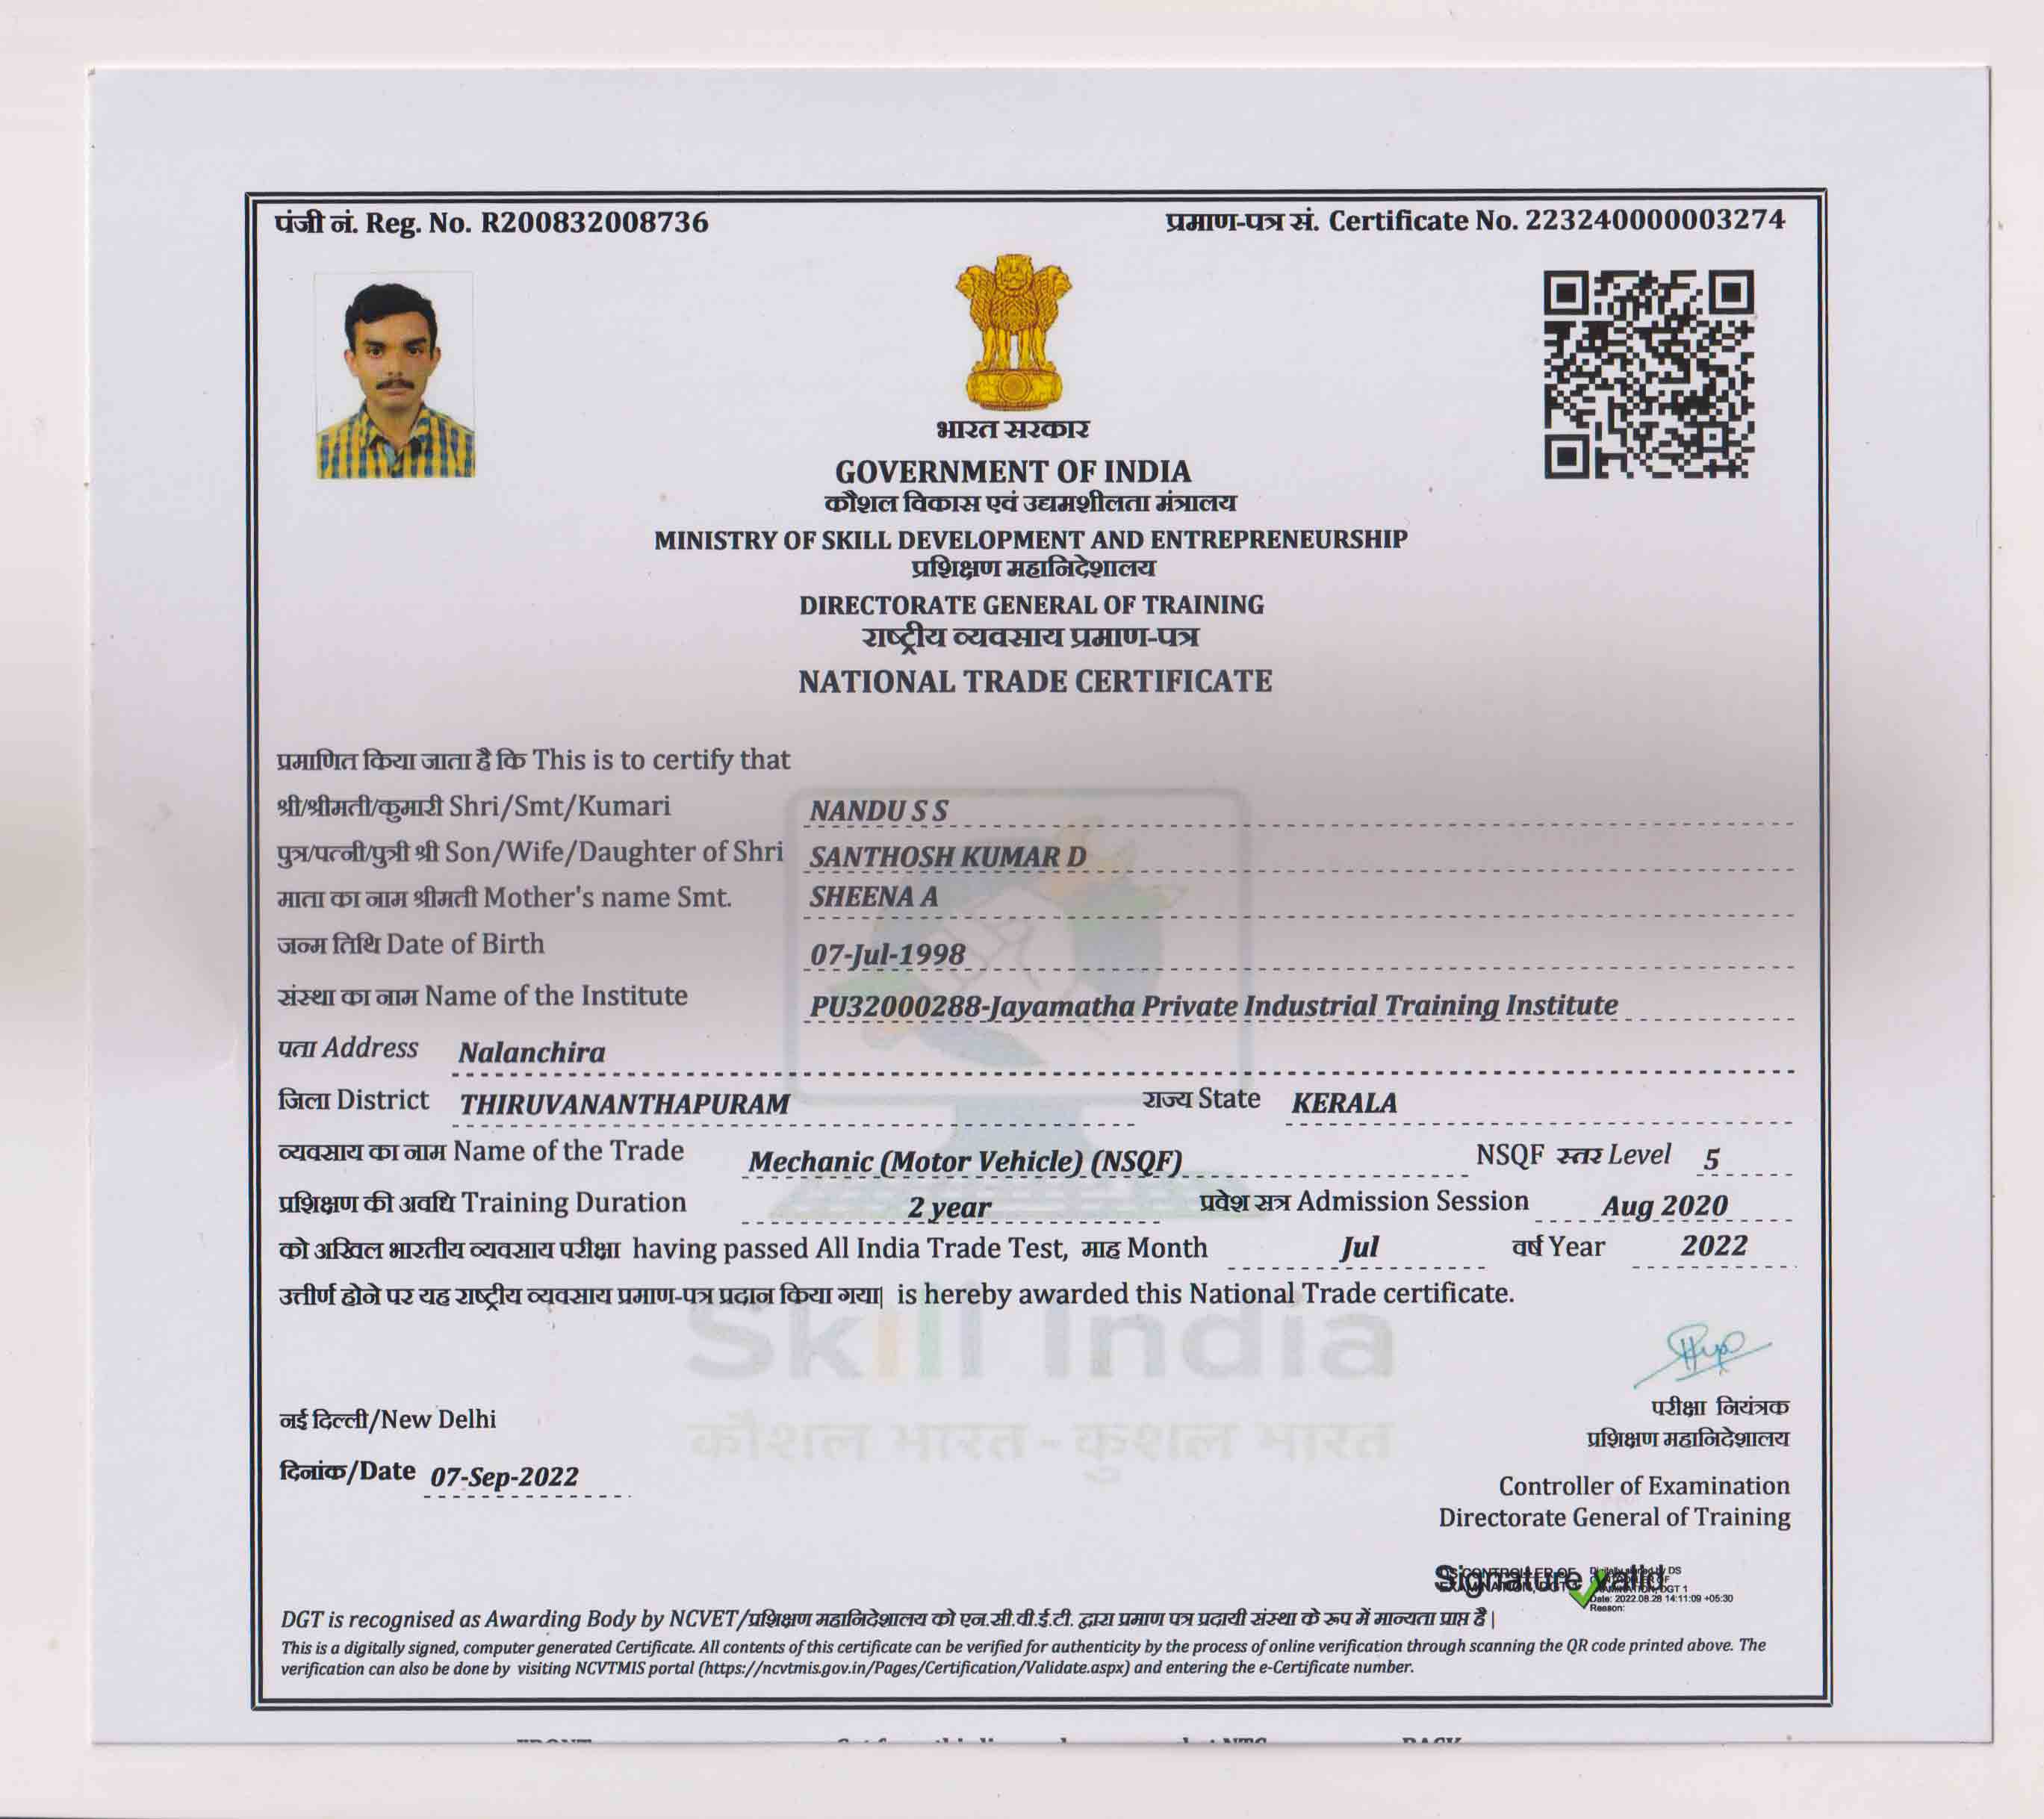 पंजी नं. Reg. No. R200832008736
प्रमाण-पत्र सं. Certificate No. 223240000003274
भारत सरकार
GOVERNMENT OF INDIA
कौशल विकास एवं उद्यमशीलता मंत्रालय
MINISTRY OF SKILL DEVELOPMENT AND ENTREPRENEURSHIP
प्रशिक्षण महानिदेशालय
DIRECTORATE GENERAL OF TRAINING
राष्ट्रीय व्यवसाय प्रमाण-पत्र
NATIONAL TRADE CERTIFICATE
प्रमाणित किया जाता है कि This is to certify that
श्री/श्रीमती/कुमारी Shri/Smt/Kumari NANDU S S
पुत्र/पत्नी/पुत्री श्री Son/Wife/Daughter of Shri SANTHOSH KUMAR D
माता का नाम श्रीमती Mother's name Smt. SHEENA A
जन्म तिथि Date of Birth 07-Jul-1998
संस्था का नाम Name of the Institute PU32000288-Jayamatha Private Industrial Training Institute
पता Address Nalanchira
जिला District THIRUVANANTHAPURAM राज्य State KERALA
व्यवसाय का नाम Name of the Trade Mechanic (Motor Vehicle) (NSQF) NSQF स्तर Level 5
प्रशिक्षण की अवधि Training Duration 2 year प्रवेश सत्र Admission Session Aug 2020
को अखिल भारतीय व्यवसाय परीक्षा having passed All India Trade Test, माह Month Jul वर्ष Year 2022
उत्तीर्ण होने पर यह राष्ट्रीय व्यवसाय प्रमाण-पत्र प्रदान किया गया| is hereby awarded this National Trade certificate.
Skill India
कौशल भारत - कुशल भारत
नई दिल्ली/New Delhi
दिनांक/Date 07-Sep-2022
परीक्षा नियंत्रक
प्रशिक्षण महानिदेशालय
Controller of Examination
Directorate General of Training
Signature valid
Date: 2022.08.28 14:11:09 +05:30
Reason:
DGT is recognised as Awarding Body by NCVET/प्रशिक्षण महानिदेशालय को एन.सी.वी.ई.टी. द्वारा प्रमाण पत्र प्रदायी संस्था के रूप में मान्यता प्राप्त है |
This is a digitally signed, computer generated Certificate. All contents of this certificate can be verified for authenticity by the process of online verification through scanning the QR code printed above. The
verification can also be done by visiting NCVTMIS portal (https://ncvtmis.gov.in/Pages/Certification/Validate.aspx) and entering the e-Certificate number.